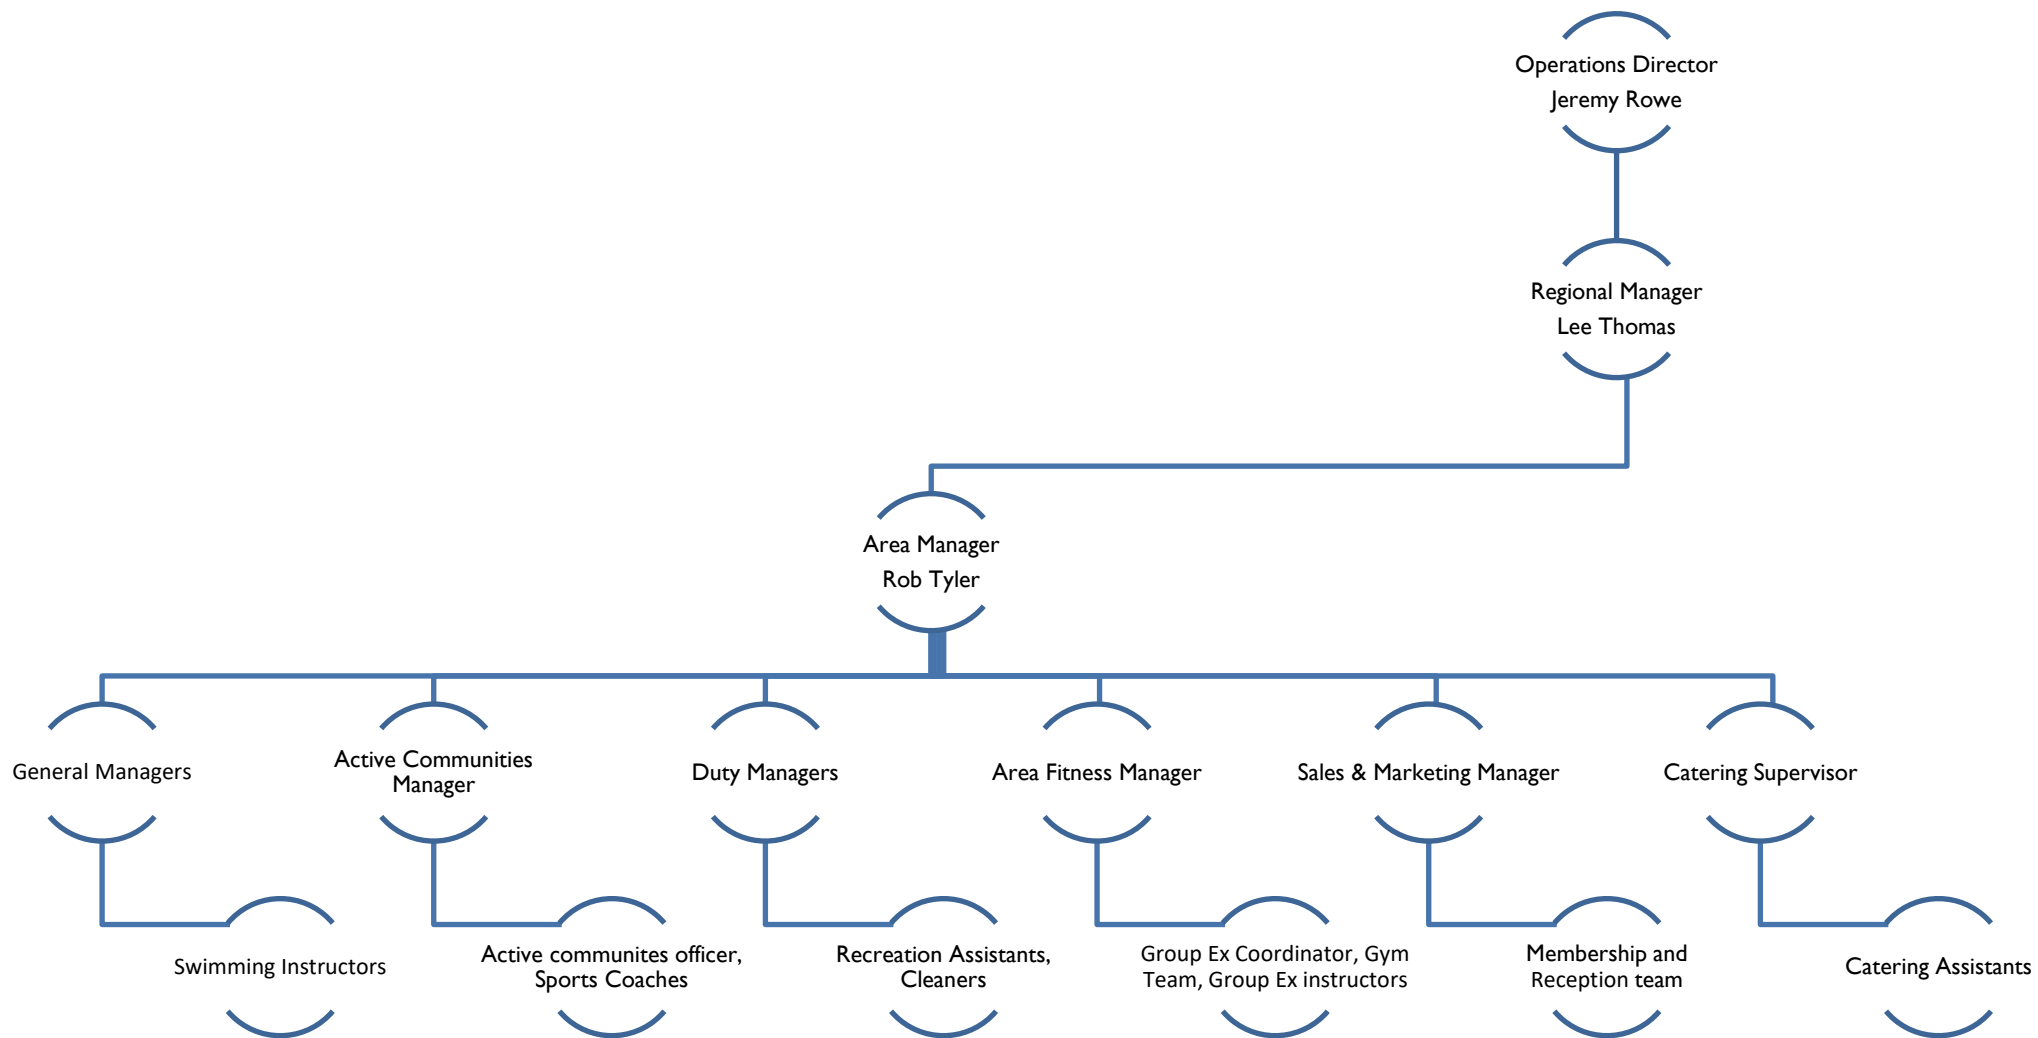 Operations Director
Jeremy Rowe
Regional Manager
Lee Thomas
Area Manager
Rob Tyler
General Managers
Active Communities
Manager
Duty Managers
Area Fitness Manager
Sales & Marketing Manager
Catering Supervisor
Swimming Instructors
Active communites officer,
Sports Coaches
Recreation Assistants,
Cleaners
Group Ex Coordinator, Gym
Team, Group Ex instructors
Membership and
Reception team
Catering Assistants